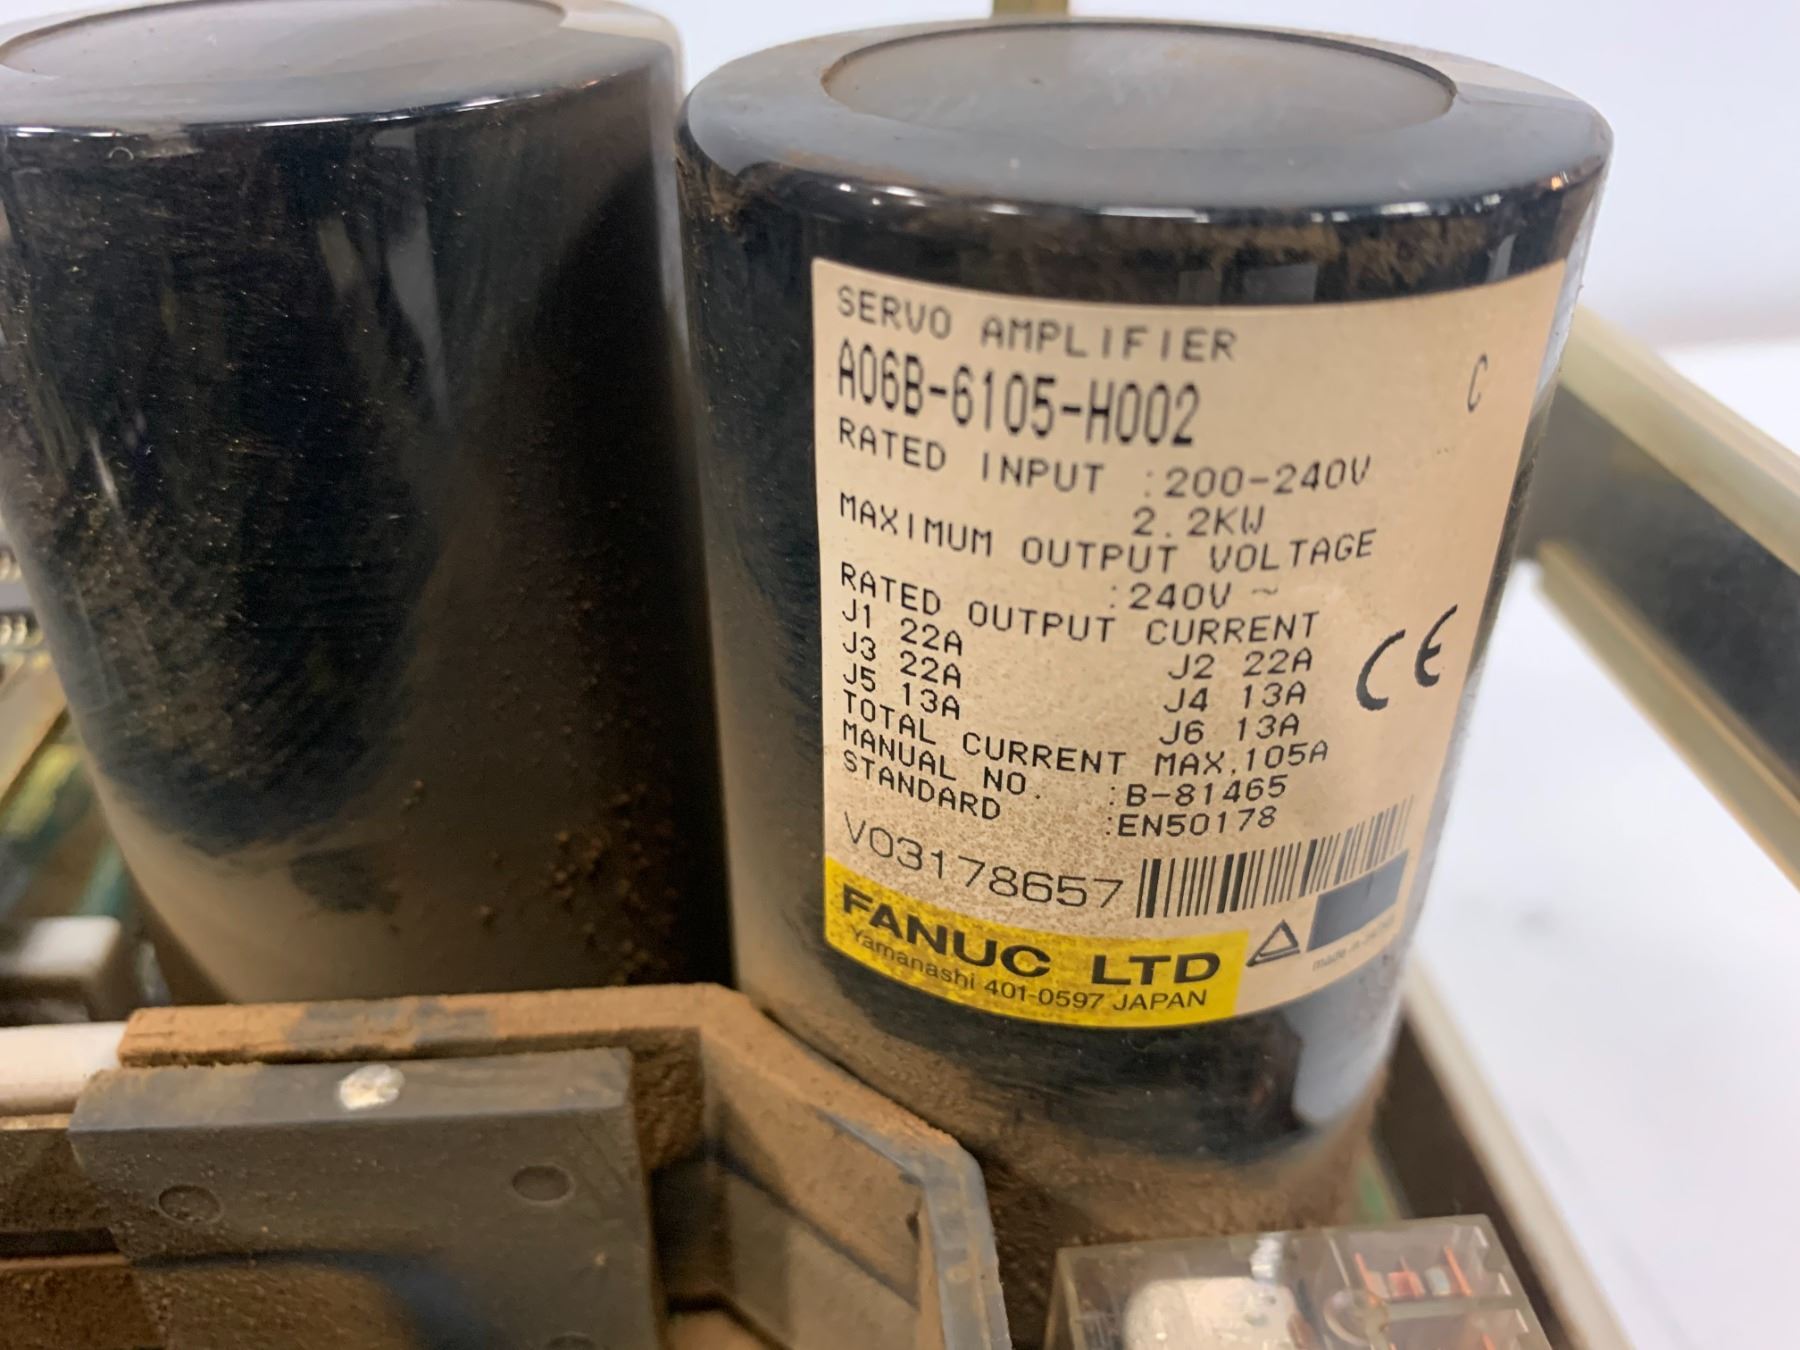 SERVO AMPLIFIER
A06B-6105-H002 C
RATED INPUT :200-240V
2.2KW
MAXIMUM OUTPUT VOLTAGE
:240V ~
RATED OUTPUT CURRENT
J1 22A J2 22A
J3 22A J4 13A
J5 13A J6 13A
TOTAL CURRENT MAX.105A
MANUAL NO. :B-81465
STANDARD :EN50178
CE
V03178657
FANUC LTD
Yamanashi 401-0597 JAPAN
made